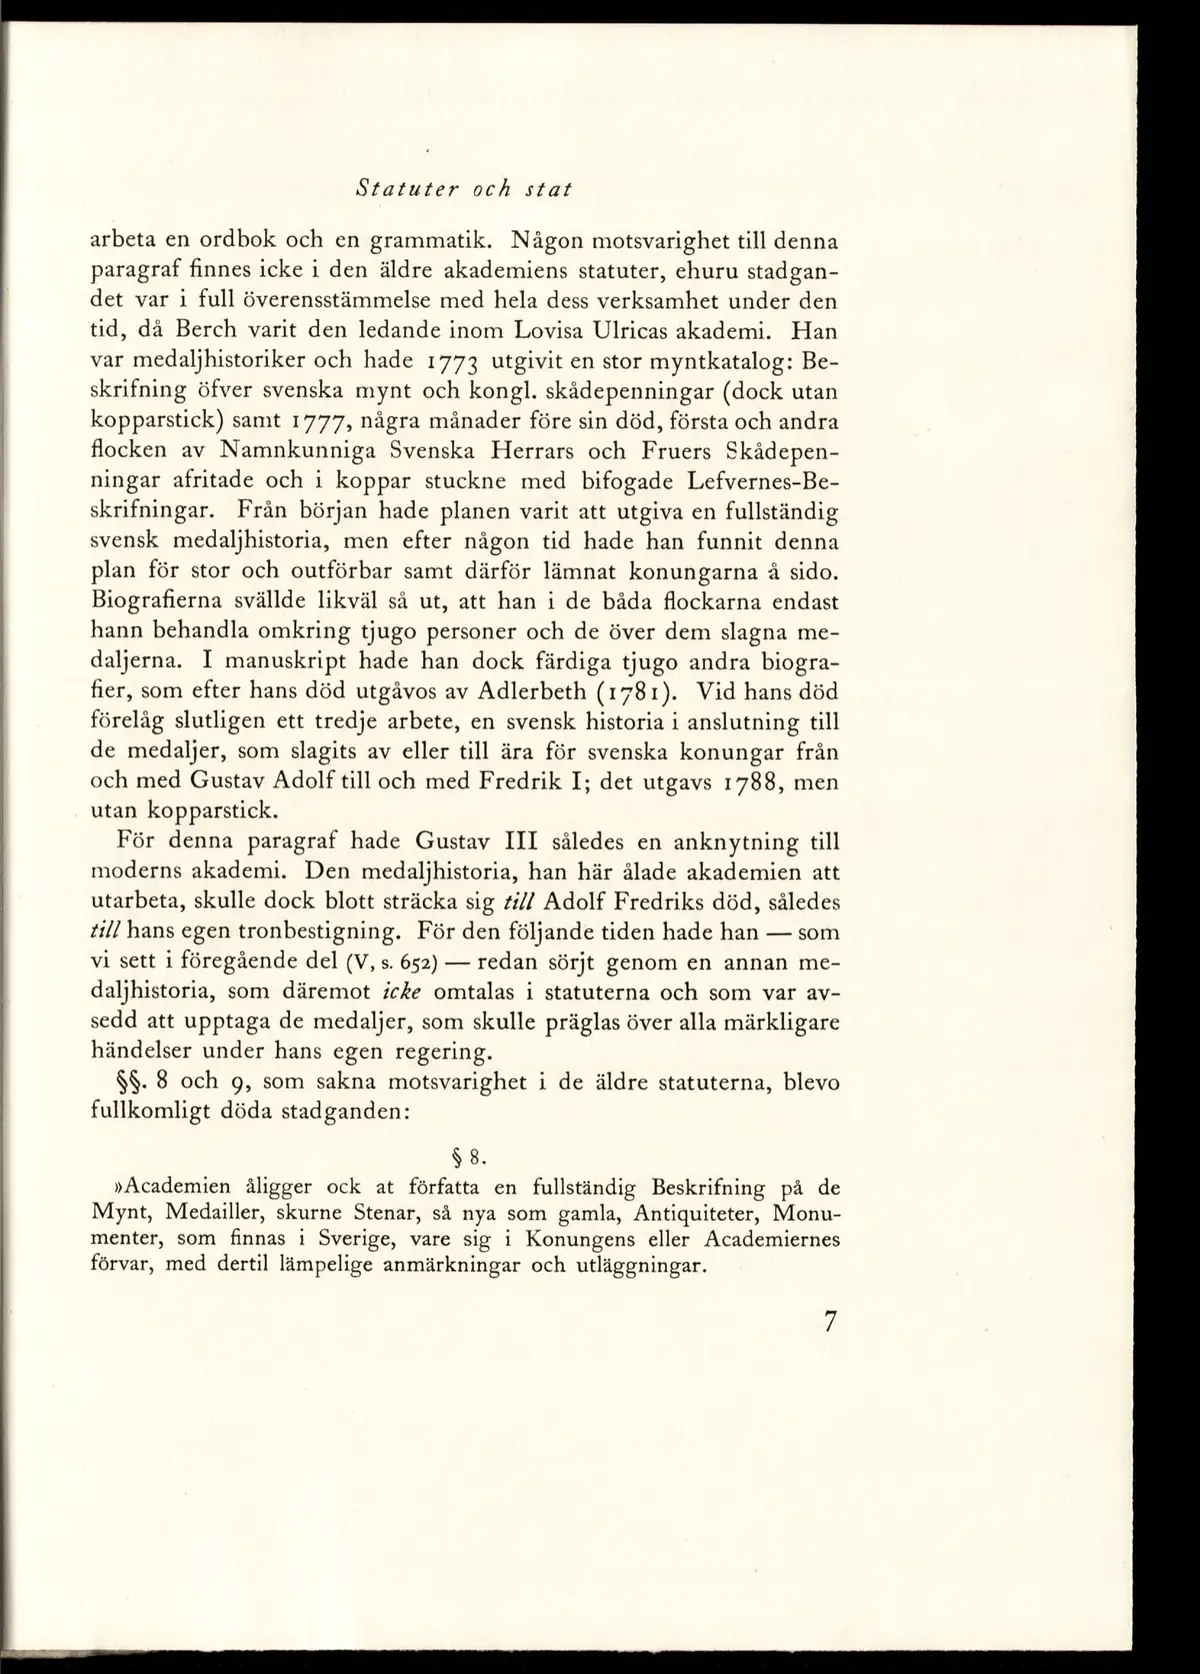 Statuter och stat
arbeta en ordbok och en grammatik. Någon motsvarighet till denna
paragraf finnes icke i den äldre akademiens statuter, ehuru stadgan-
det var i full överensstämmelse med hela dess verksamhet under den
tid, då Berch varit den ledande inom Lovisa Ulricas akademi. Han
var medaljhistoriker och hade 1773 utgivit en stor myntkatalog: Be-
skrifning öfver svenska mynt och kongl. skådepenningar (dock utan
kopparstick) samt 1777, några månader före sin död, första och andra
flocken av Namnkunniga Svenska Herrars och Fruers Skådepen-
ningar afritade och i koppar stuckne med bifogade Lefvernes-Be-
skrifningar. Från början hade planen varit att utgiva en fullständig
svensk medaljhistoria, men efter någon tid hade han funnit denna
plan för stor och outförbar samt därför lämnat konungarna å sido.
Biografierna svällde likväl så ut, att han i de båda flockarna endast
hann behandla omkring tjugo personer och de över dem slagna me-
daljerna. I manuskript hade han dock färdiga tjugo andra biogra-
fier, som efter hans död utgåvos av Adlerbeth (1781). Vid hans död
förelåg slutligen ett tredje arbete, en svensk historia i anslutning till
de medaljer, som slagits av eller till ära för svenska konungar från
och med Gustav Adolf till och med Fredrik I; det utgavs 1788, men
utan kopparstick.
För denna paragraf hade Gustav III således en anknytning till
moderns akademi. Den medaljhistoria, han här ålade akademien att
utarbeta, skulle dock blott sträcka sig till Adolf Fredriks död, således
till hans egen tronbestigning. För den följande tiden hade han — som
vi sett i föregående del (V, s. 652) — redan sörjt genom en annan me-
daljhistoria, som däremot icke omtalas i statuterna och som var av-
sedd att upptaga de medaljer, som skulle präglas över alla märkligare
händelser under hans egen regering.
§§. 8 och 9, som sakna motsvarighet i de äldre statuterna, blevo
fullkomligt döda stadganden:
§ 8.
»Academien åligger ock at författa en fullständig Beskrifning på de
Mynt, Medailler, skurne Stenar, så nya som gamla, Antiquiteter, Monu-
menter, som finnas i Sverige, vare sig i Konungens eller Academiernes
förvar, med dertil lämpelige anmärkningar och utläggningar.
7